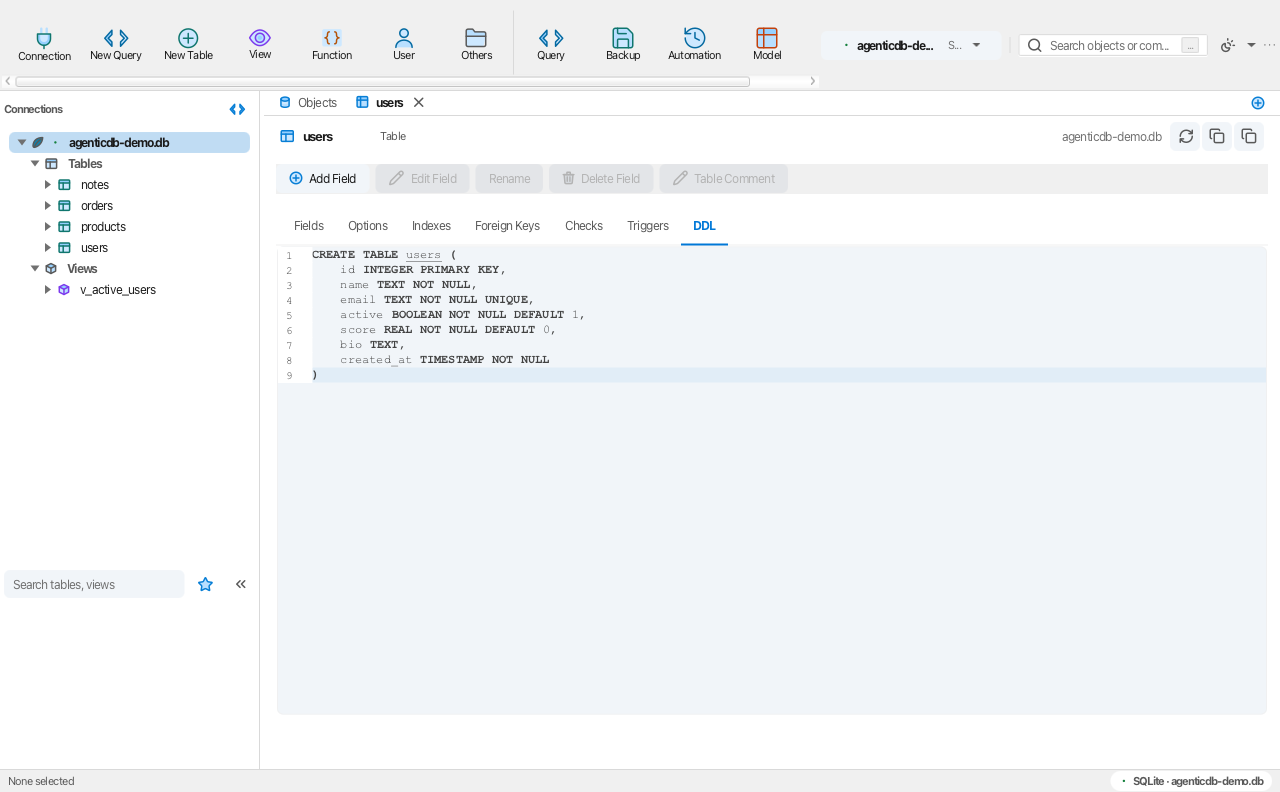 Connection
New Query
New Table
View
Function
User
Others
Query
Backup
Automation
Model
agenticdb-de...
S...
Search objects or com...
...
Connections
Objects
users
agenticdb-demo.db
Tables
notes
orders
products
users
Views
v_active_users
Search tables, views
users
Table
agenticdb-demo.db
Add Field
Edit Field
Rename
Delete Field
Table Comment
Fields
Options
Indexes
Foreign Keys
Checks
Triggers
DDL
1 CREATE TABLE users (
2 id INTEGER PRIMARY KEY,
3 name TEXT NOT NULL,
4 email TEXT NOT NULL UNIQUE,
5 active BOOLEAN NOT NULL DEFAULT 1,
6 score REAL NOT NULL DEFAULT 0,
7 bio TEXT,
8 created_at TIMESTAMP NOT NULL
9 )
None selected
SQLite · agenticdb-demo.db